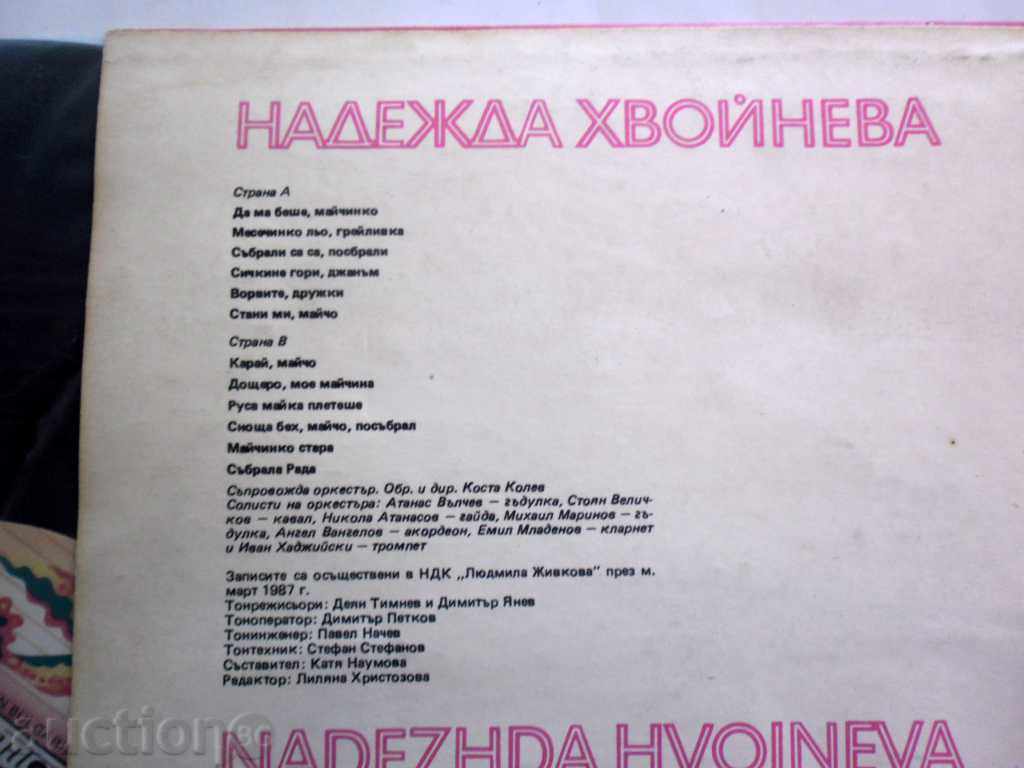 НАДЕЖДА ХВОЙНЕВА
Страна А
Да ма беше, майчинко
Месечинко льо, грейливка
Събрали са са, посбрали
Сичкине гори, джанъм
Ворвите, дружки
Стани ми, майчо
Страна В
Карай, майчо
Дощеро, мое майчина
Руса майка плетеше
Снощи бех, майчо, посъбрал
Майчинко стара
Събрала Рада
Съпровожда оркестър. Обр. и дир. Коста Колев
Солисти на оркестъра: Атанас Вълчев – гъдулка, Стоян Велич-
ков – кавал, Никола Атанасов – гайда, Михаил Маринов – гъ-
дулка, Ангел Вангелов – акордеон, Емил Младенов – кларнет
и Иван Хаджийски – тромпет
Записите са осъществени в НДК „Людмила Живкова" през м.
март 1987 г.
Тонрежисьори: Деян Тимнев и Димитър Янев
Тоноператор: Димитър Петков
Тонинженер: Павел Начев
Тонтехник: Стефан Стефанов
Съставител: Катя Наумова
Редактор: Лиляна Христозова
NADEZHDA HVOINEVA